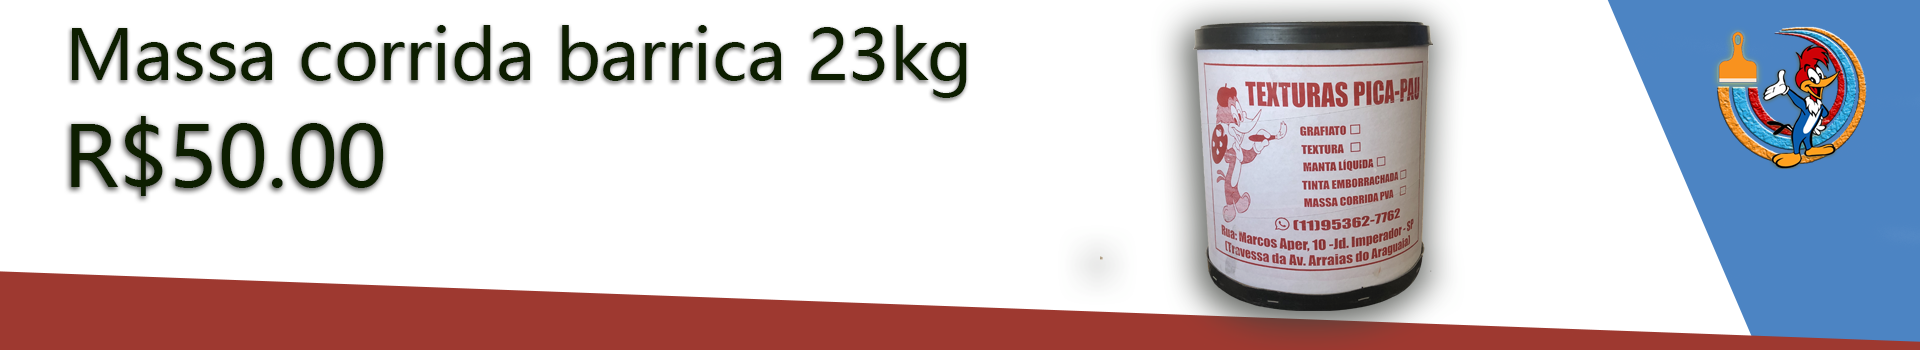 Massa corrida barrica 23kg
R$50.00
TEXTURAS PICA-PAU
GRAFIATO
TEXTURA
MANTA LÍQUIDA
TINTA EMBORRACHADA
MASSA CORRIDA PVA
(11)95362-7762
Rua: Marcos Aper, 10 -Jd. Imperador - SP
(Travessa da Av. Arraias do Araguaia)